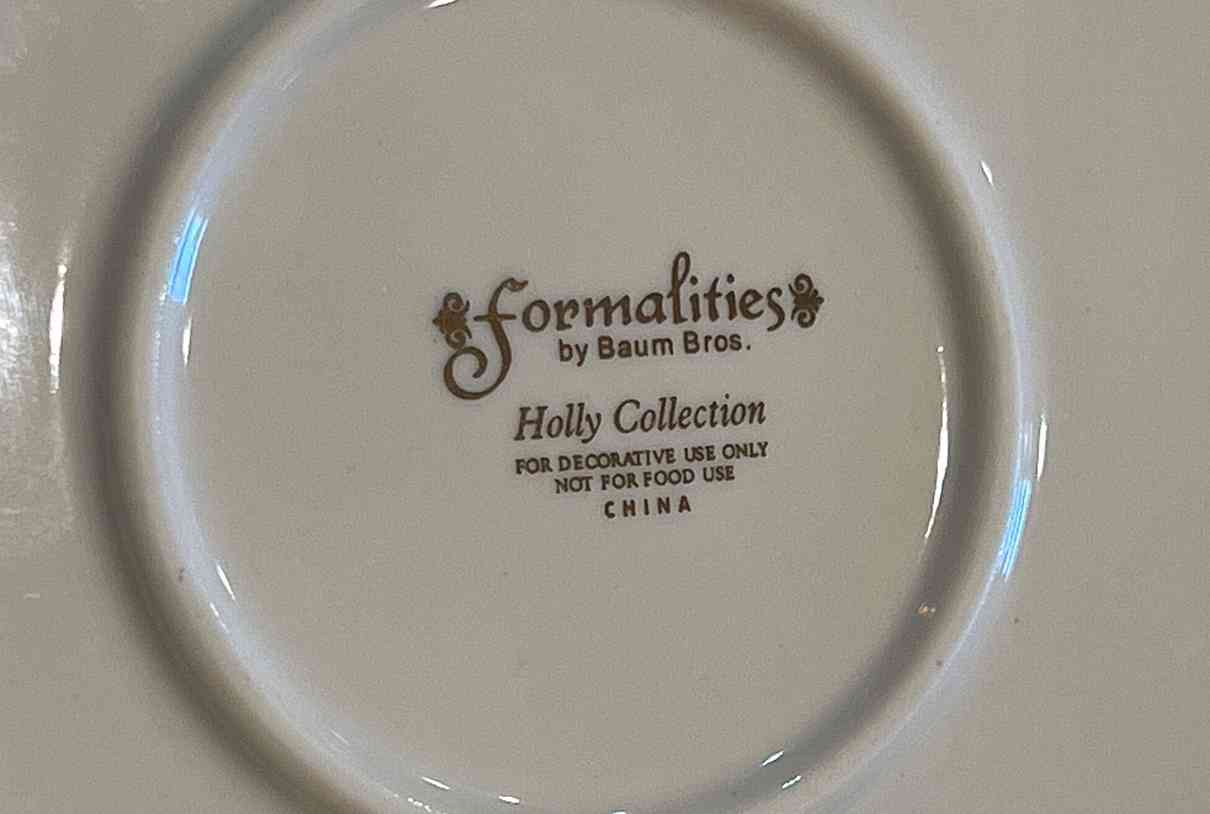 formalities
by Baum Bros.
Holly Collection
FOR DECORATIVE USE ONLY
NOT FOR FOOD USE
CHINA